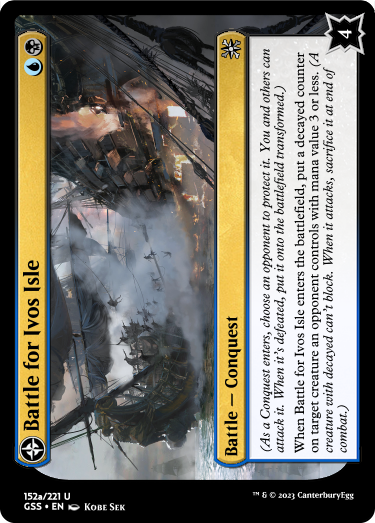 Battle for Ivos Isle
Battle — Conquest
(As a Conquest enters, choose an opponent to protect it. You and others can
attack it. When it's defeated, put it onto the battlefield transformed.)
When Battle for Ivos Isle enters the battlefield, put a decayed counter
on target creature an opponent controls with mana value 3 or less. (A
creature with decayed can't block. When it attacks, sacrifice it at end of
combat.)
4
152a/221 U
GSS • EN Kobe Sek
™ & © 2023 CanterburyEgg